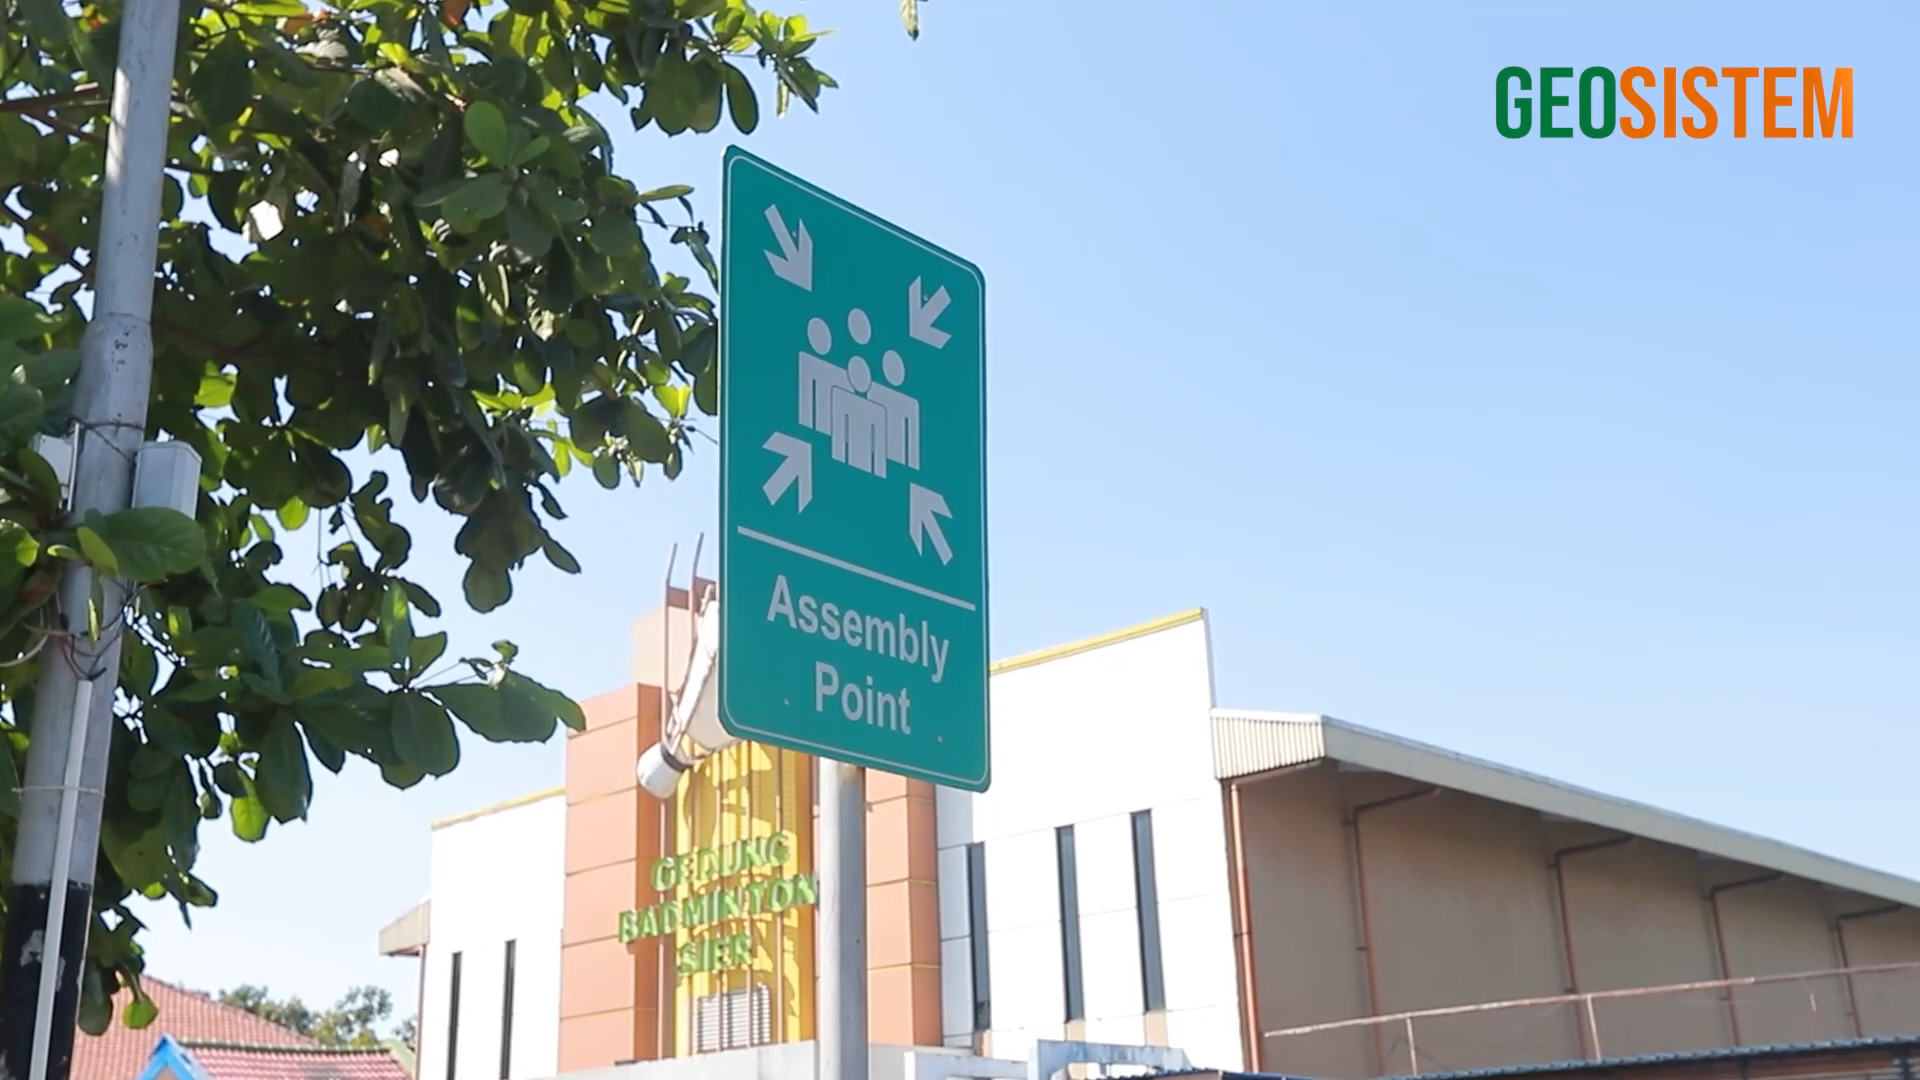 GEOSISTEM
Assembly
Point
GEDUNG
BADMINTON
SIER